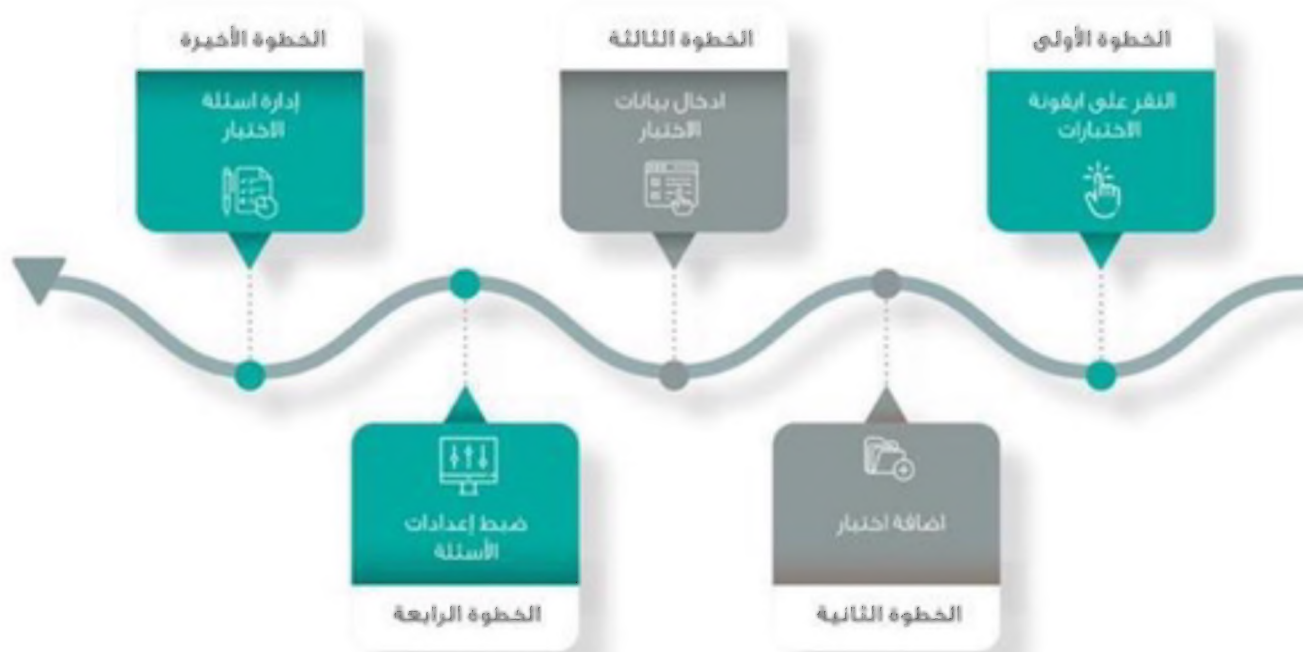 الخطوة الأولى
النقر على ايقونة
الاختبارات
اضافة اختبار
الخطوة الثانية
الخطوة الثالثة
ادخال بيانات
الاختبار
ضبط إعدادات
الأسئلة
الخطوة الرابعة
الخطوة الأخيرة
إدارة اسئلة
الاختبار